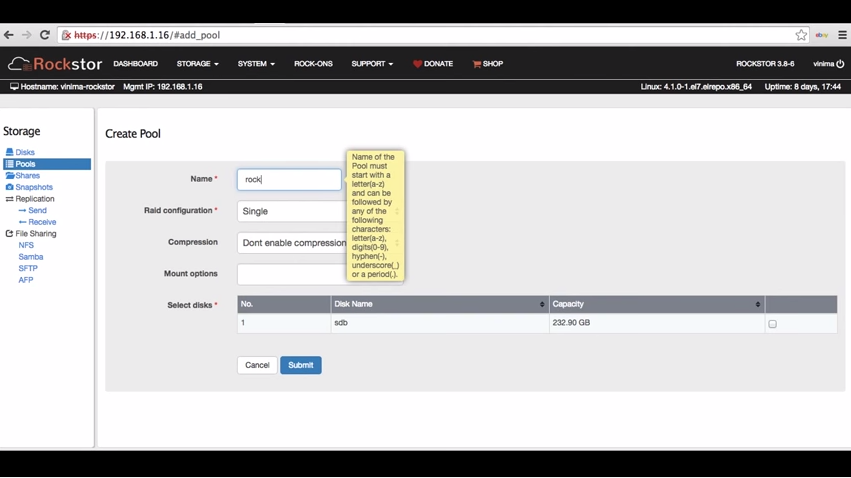 https://192.168.1.16/#add_pool
ebay
Rockstor DASHBOARD STORAGE SYSTEM ROCK-ONS SUPPORT DONATE SHOP ROCKSTOR 3.8-6 vinima
Hostname: vinima-rockstor Mgmt IP: 192.168.1.16 Linux: 4.1.0-1.el7.elrepo.x86_64 Uptime: 8 days, 17:44
Storage
Disks
Pools
Shares
Snapshots
Replication
Send
Receive
File Sharing
NFS
Samba
SFTP
AFP
Create Pool
Name *
rock
Name of the
Pool must
start with a
letter(a-z)
and can be
followed by
any of the
following
characters:
letter(a-z),
digits(0-9),
hyphen(-),
underscore(_)
or a period(.).
Raid configuration * Single
Compression Dont enable compression
Mount options
Select disks *
No. Disk Name Capacity
1 sdb 232.90 GB
Cancel Submit